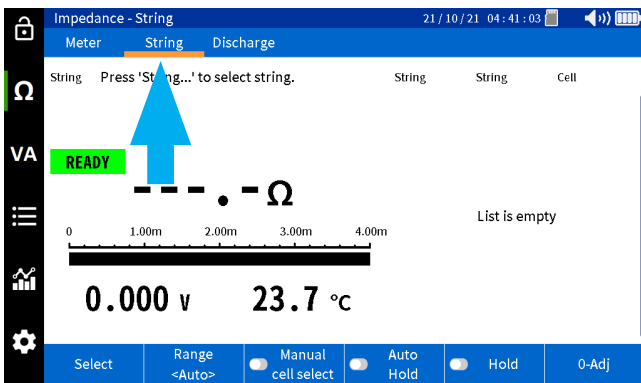 Impedance - String 21/10/21 04:41:03
Meter String Discharge
String Press 'String...' to select string. String String Cell
Ω
VA
READY
----.-Ω
List is empty
0 1.00m 2.00m 3.00m 4.00m
0.000 V 23.7 °C
Select Range <Auto> Manual cell select Auto Hold Hold 0-Adj